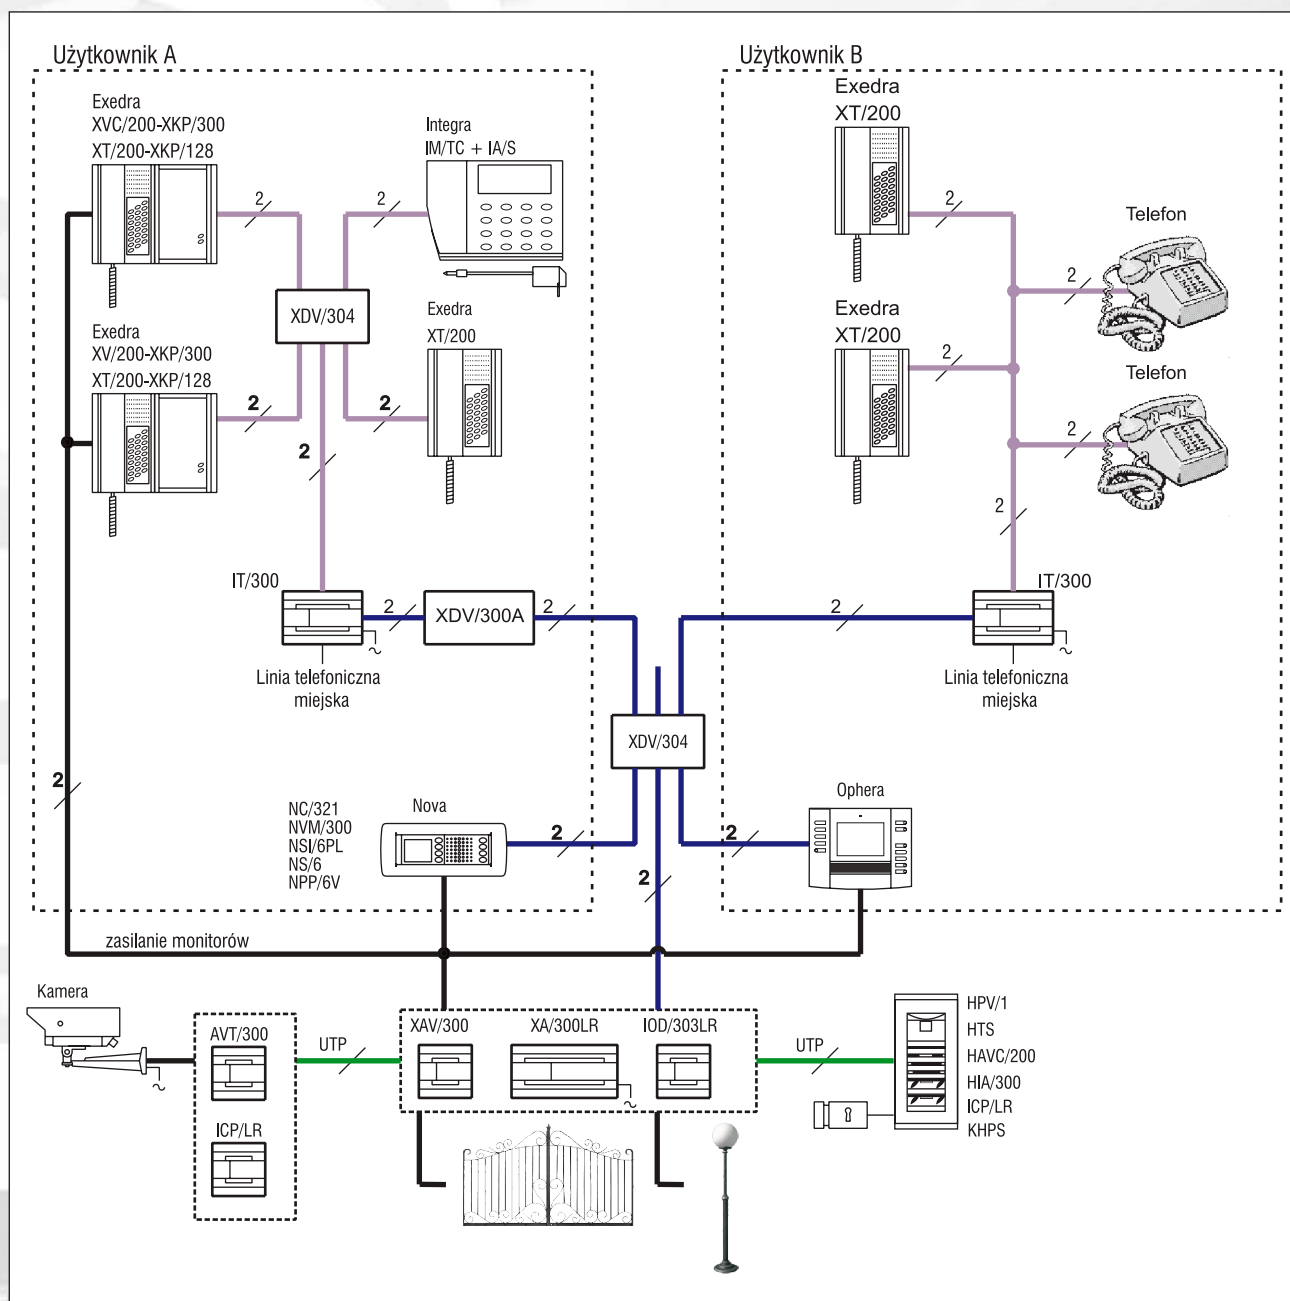 Użytkownik A
Exedra
XVC/200-XKP/300
XT/200-XKP/128
2
2
Integra
IM/TC + IA/S
XDV/304
Exedra
XV/200-XKP/300
XT/200-XKP/128
2
2
2
Exedra
XT/200
IT/300
2
XDV/300A
2
Linia telefoniczna
miejska
2
NC/321
NVM/300
NSI/6PL
NS/6
NPP/6V
Nova
2
zasilanie monitorów
XDV/304
2
Użytkownik B
Exedra
XT/200
2
Telefon
2
Exedra
XT/200
2
Telefon
2
2
IT/300
2
Linia telefoniczna
miejska
Ophera
2
Kamera
AVT/300
ICP/LR
UTP
XAV/300
XA/300LR
IOD/303LR
UTP
HPV/1
HTS
HAVC/200
HIA/300
ICP/LR
KHPS